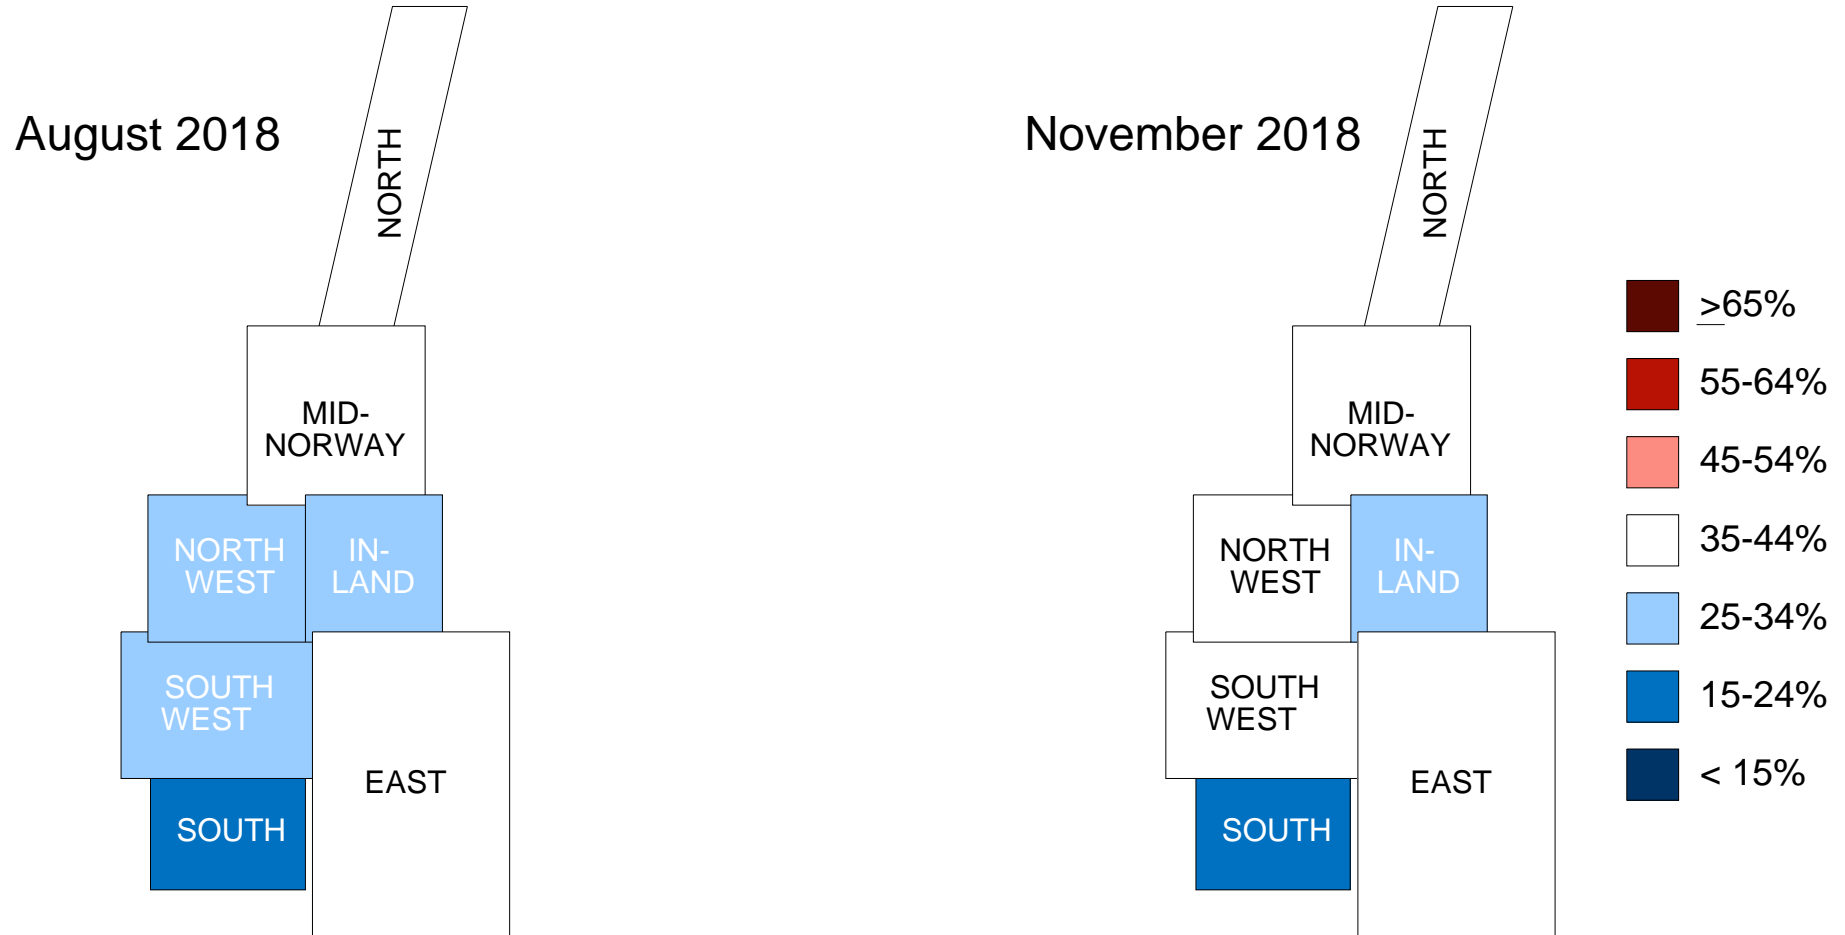 August 2018
NORTH
MID-
NORWAY
NORTH
WEST
IN-
LAND
SOUTH
WEST
EAST
SOUTH
November 2018
NORTH
MID-
NORWAY
NORTH
WEST
IN-
LAND
SOUTH
WEST
EAST
SOUTH
≥65%
55-64%
45-54%
35-44%
25-34%
15-24%
< 15%